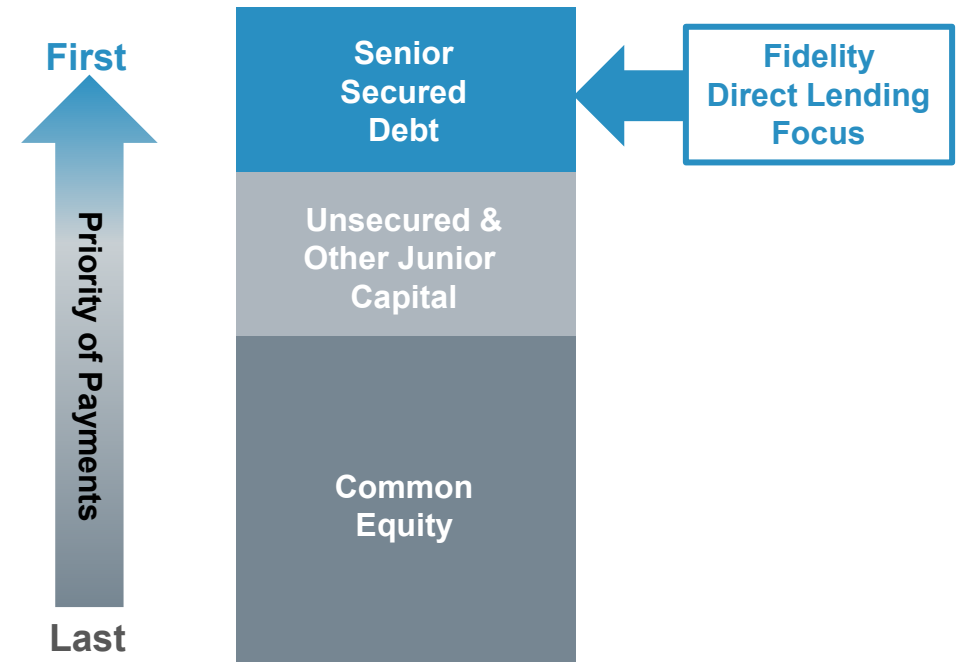 First
Priority of Payments
Last
Senior
Secured
Debt
Unsecured &
Other Junior
Capital
Common
Equity
Fidelity
Direct Lending
Focus